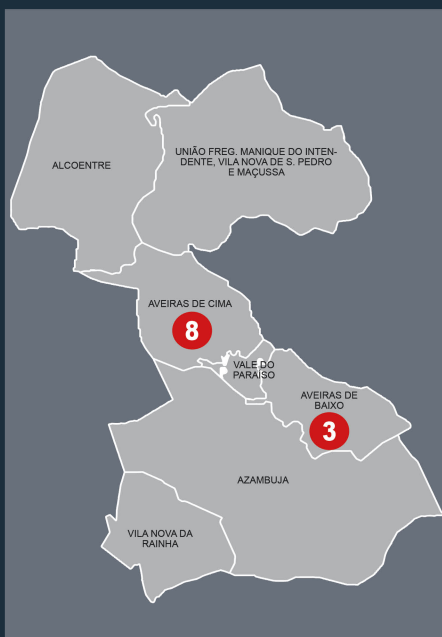 ALCOENTRE
UNIÃO FREG. MANIQUE DO INTEN-
DENTE, VILA NOVA DE S. PEDRO
E MAÇUSSA
AVEIRAS DE CIMA
8
VALE DO
PARAÍSO
AVEIRAS DE
BAIXO
3
AZAMBUJA
VILA NOVA DA
RAINHA